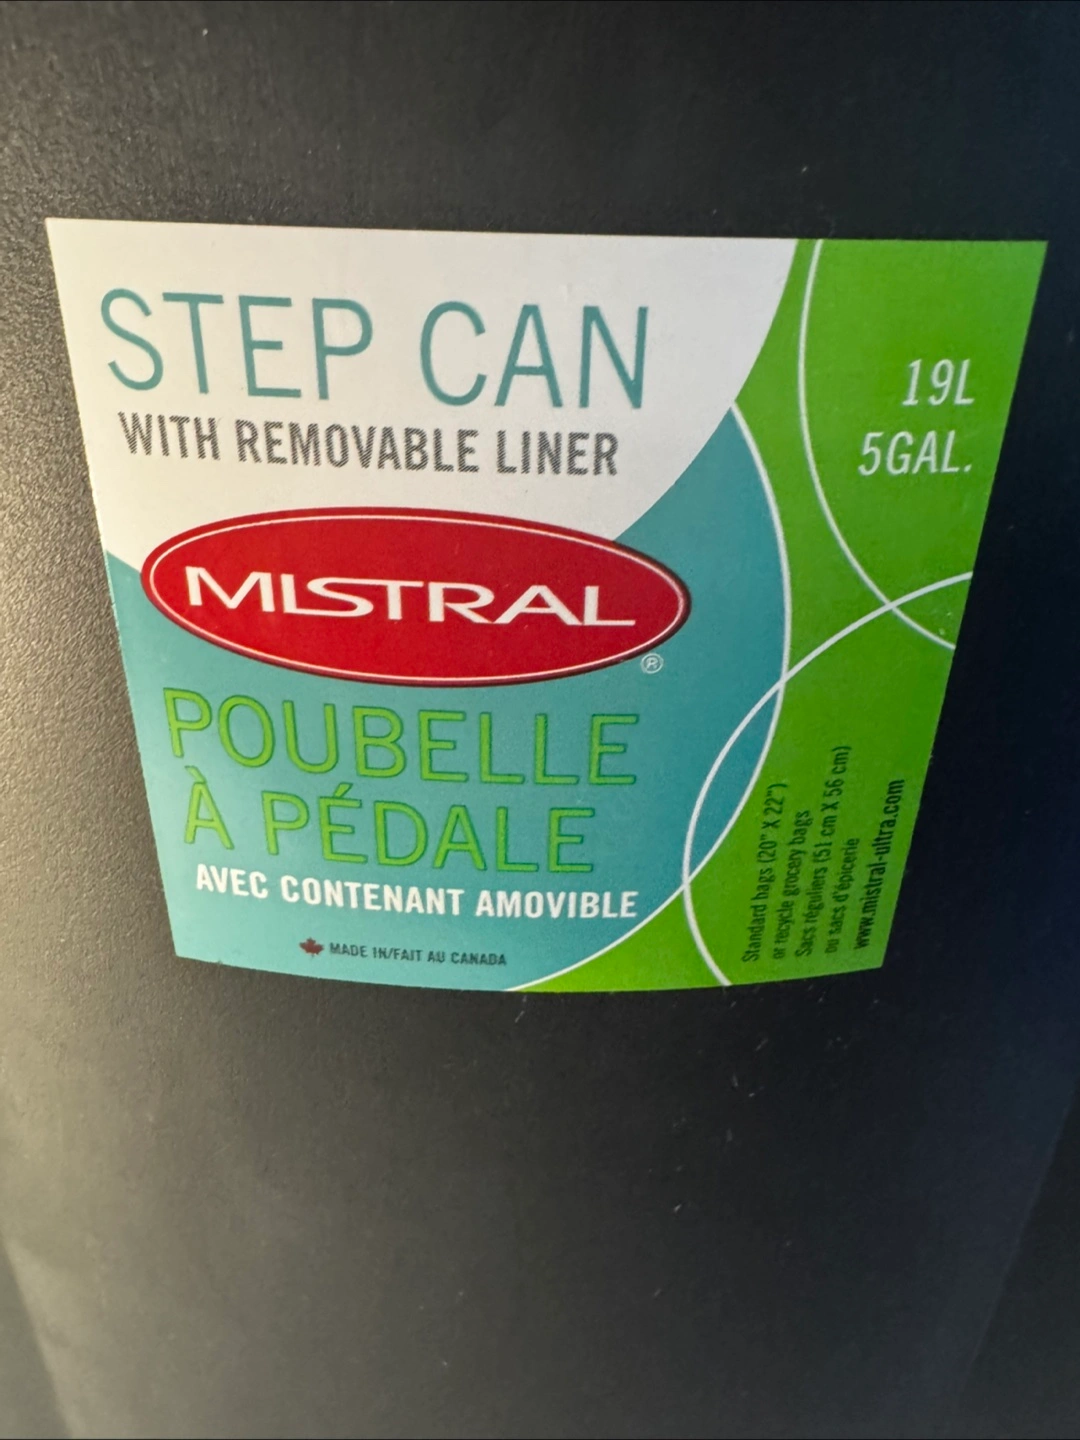 STEP CAN
WITH REMOVABLE LINER
19L
5GAL.
MISTRAL
®
POUBELLE
À PÉDALE
AVEC CONTENANT AMOVIBLE
MADE IN/FAIT AU CANADA
Standard bags (20" X 22")
or recycle grocery bags
Sacs réguliers (51 cm X 56 cm)
ou sacs d'épicerie
www.mistral-ultra.com